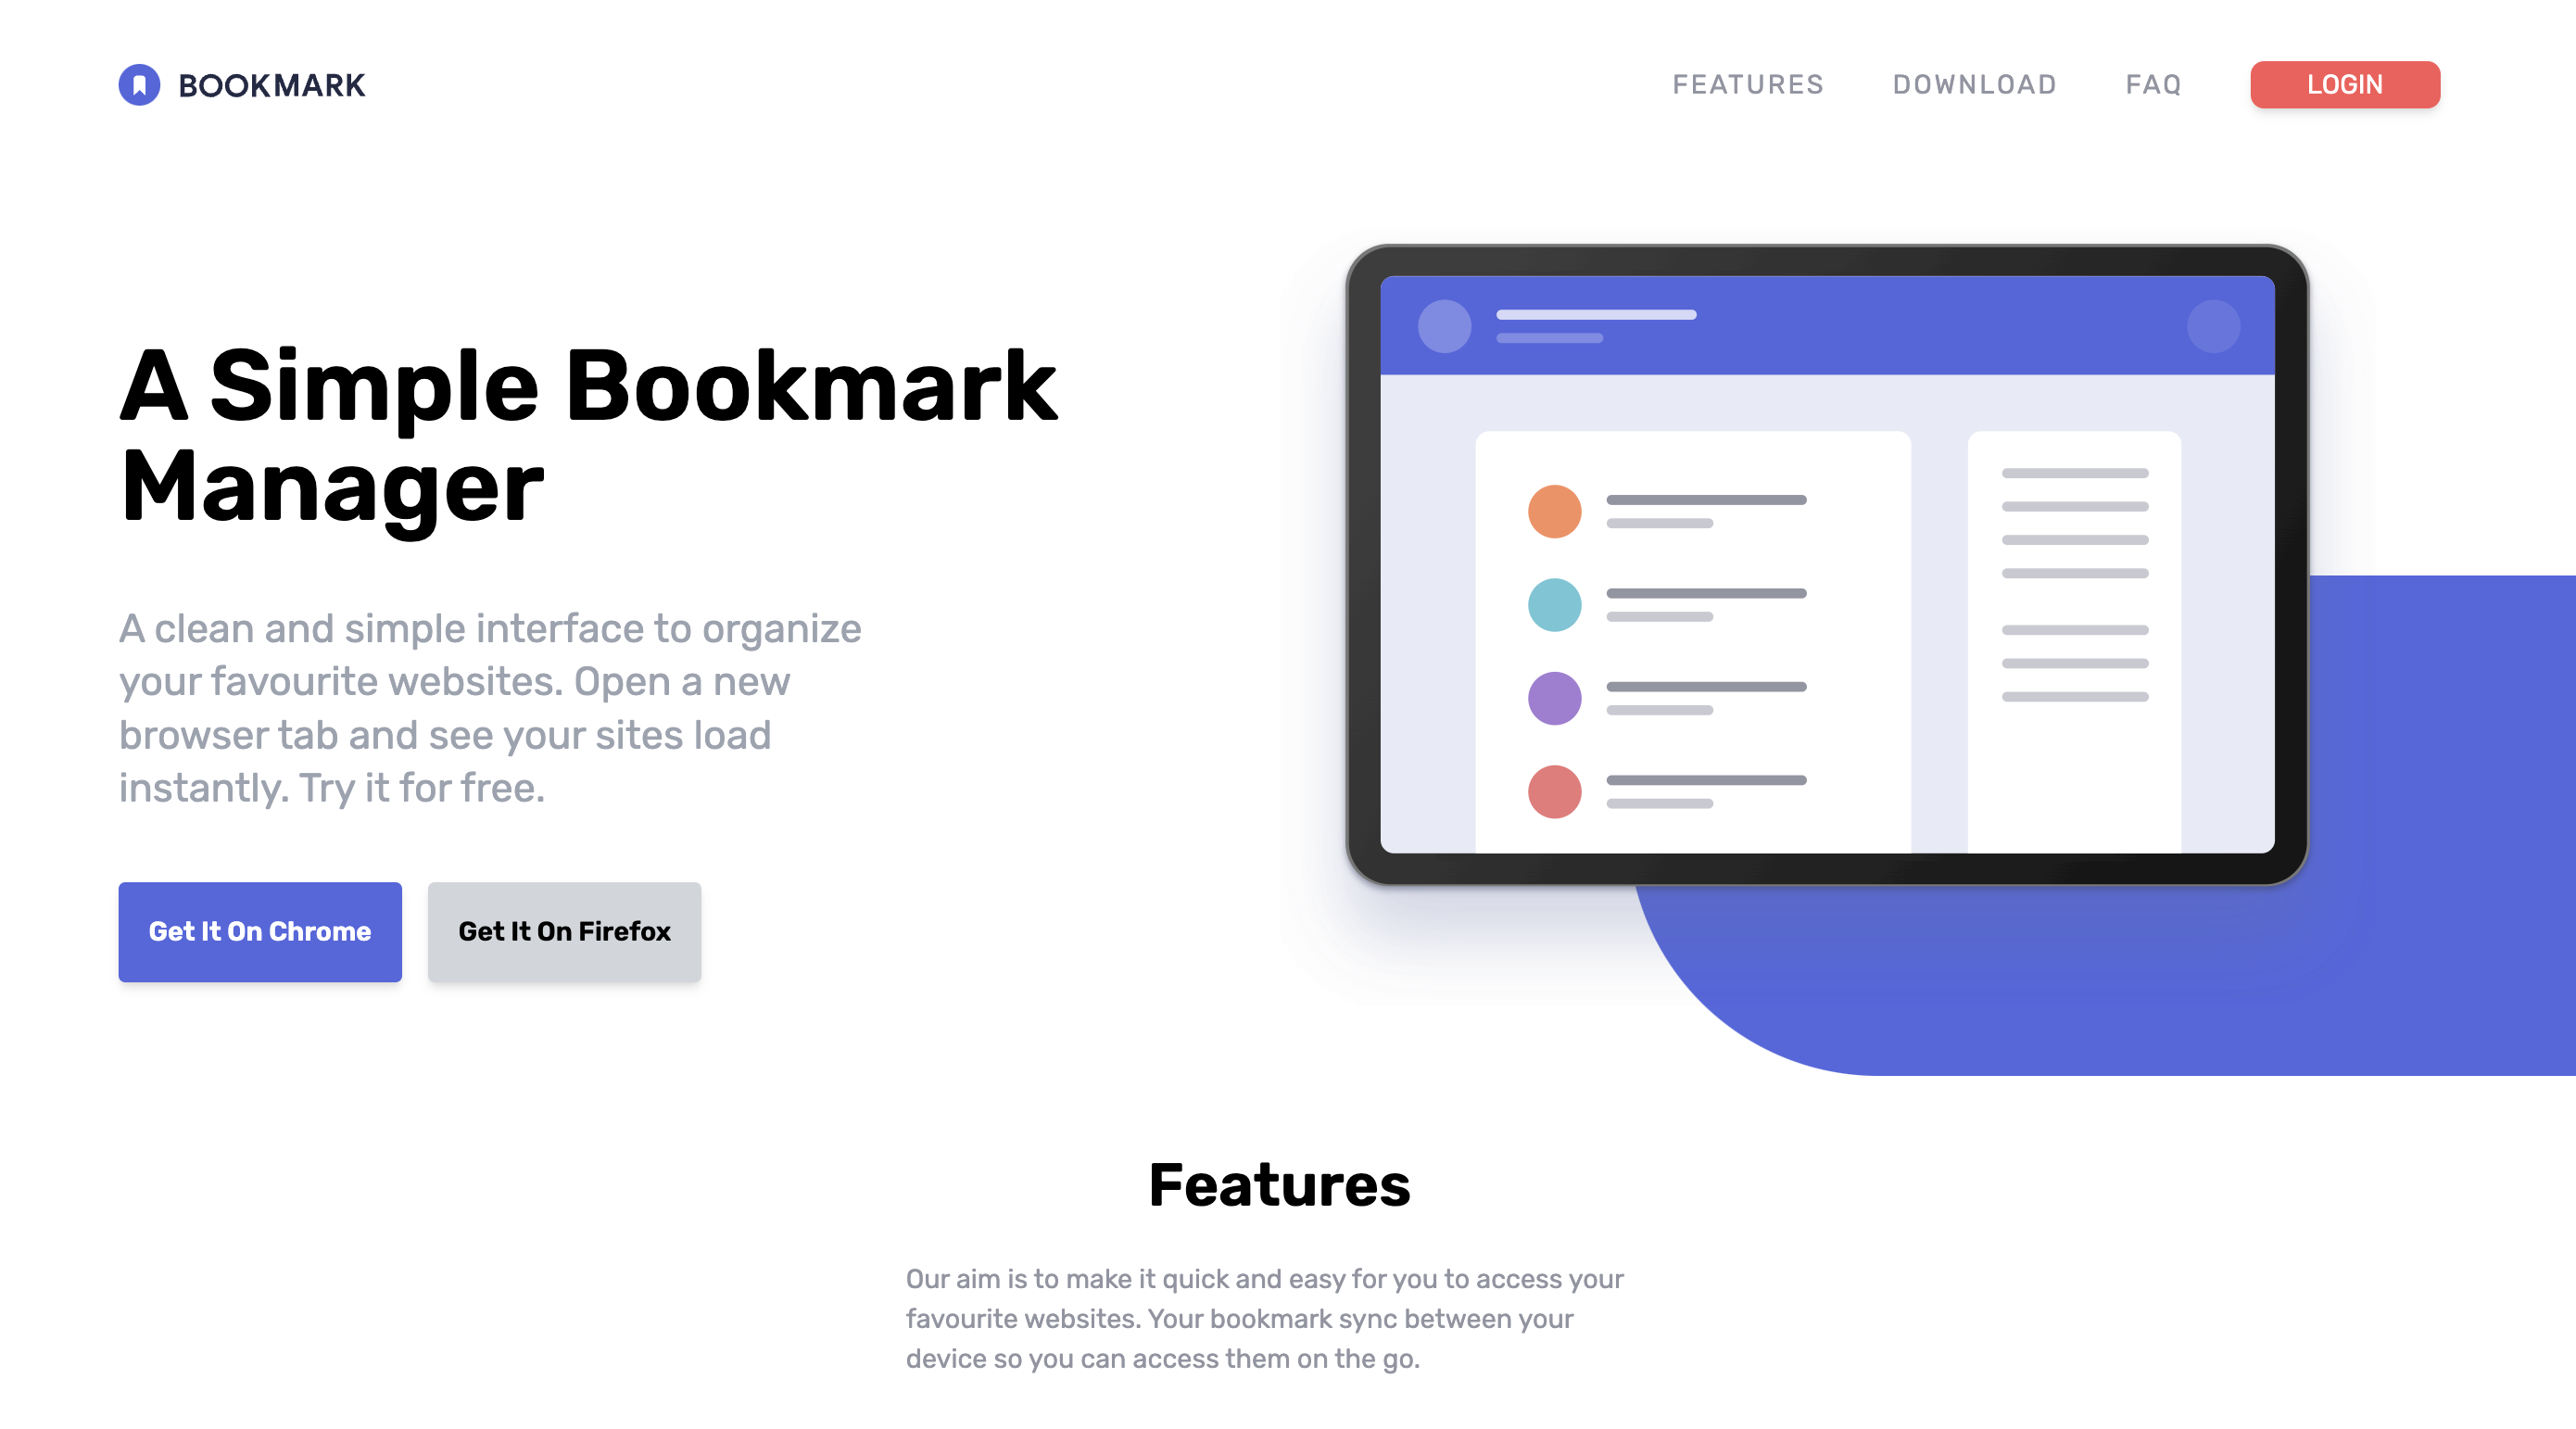 BOOKMARK
FEATURES
DOWNLOAD
FAQ
LOGIN
A Simple Bookmark
Manager
A clean and simple interface to organize
your favourite websites. Open a new
browser tab and see your sites load
instantly. Try it for free.
Get It On Chrome
Get It On Firefox
Features
Our aim is to make it quick and easy for you to access your
favourite websites. Your bookmark sync between your
device so you can access them on the go.